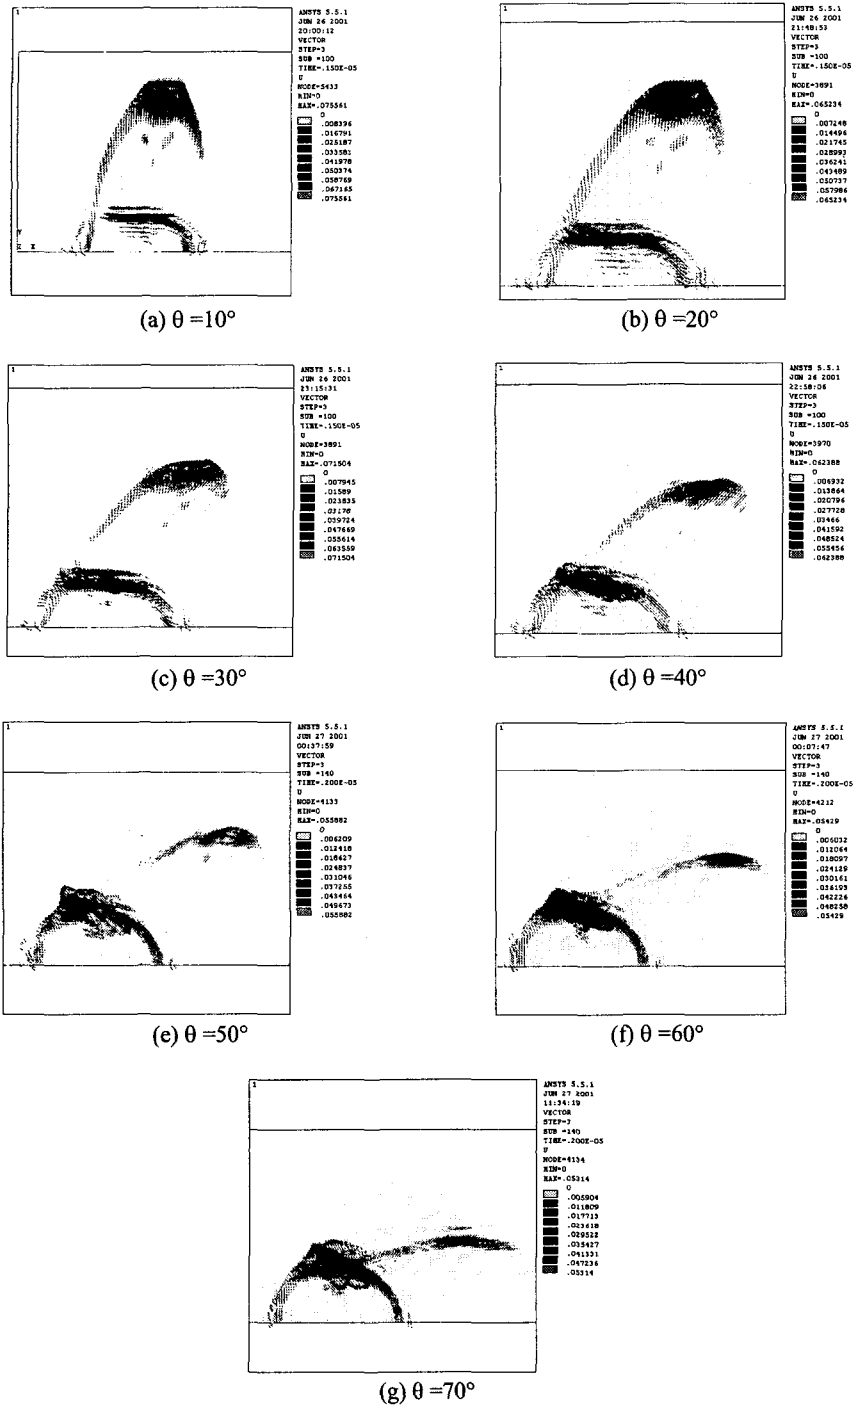 1
ANSYS 5.5.1
JUN 26 2001
20:00:12
VECTOR
STEP=3
SUB =100
TIME=.150E-05
U
NODE=5433
MIN=0
MAX=.075561
0
.008396
.016791
.025187
.033582
.041978
.050374
.058769
.067165
.075561
Y
Z X
(a) θ =10°
1
ANSYS 5.5.1
JUN 26 2001
21:48:53
VECTOR
STEP=3
SUB =100
TIME=.150E-05
U
NODE=3891
MIN=0
MAX=.065234
0
.007248
.014496
.021745
.028993
.036241
.043489
.050737
.057986
.065234
(b) θ =20°
1
ANSYS 5.5.1
JUN 26 2001
23:15:31
VECTOR
STEP=3
SUB =100
TIME=.150E-05
U
NODE=3891
MIN=0
MAX=.071504
0
.007945
.01589
.023835
.03178
.039724
.047669
.055614
.063559
.071504
(c) θ =30°
1
ANSYS 5.5.1
JUN 26 2001
22:58:06
VECTOR
STEP=3
SUB =100
TIME=.150E-05
U
NODE=3970
MIN=0
MAX=.062388
0
.006932
.013864
.020796
.027728
.03466
.041592
.048524
.055456
.062388
(d) θ =40°
1
ANSYS 5.5.1
JUN 27 2001
00:37:59
VECTOR
STEP=3
SUB =140
TIME=.200E-05
U
NODE=4133
MIN=0
MAX=.055882
0
.006209
.012418
.018627
.024837
.031046
.037255
.043464
.049673
.055882
(e) θ =50°
1
ANSYS 5.5.1
JUN 27 2001
00:07:47
VECTOR
STEP=3
SUB =140
TIME=.200E-05
U
NODE=4212
MIN=0
MAX=.05429
0
.006032
.012064
.018097
.024129
.030161
.036193
.042226
.048258
.05429
(f) θ =60°
1
ANSYS 5.5.1
JUN 27 2001
11:34:19
VECTOR
STEP=3
SUB =140
TIME=.200E-05
U
NODE=4134
MIN=0
MAX=.05314
0
.005904
.011809
.017713
.023618
.029522
.035427
.041331
.047236
.05314
(g) θ =70°